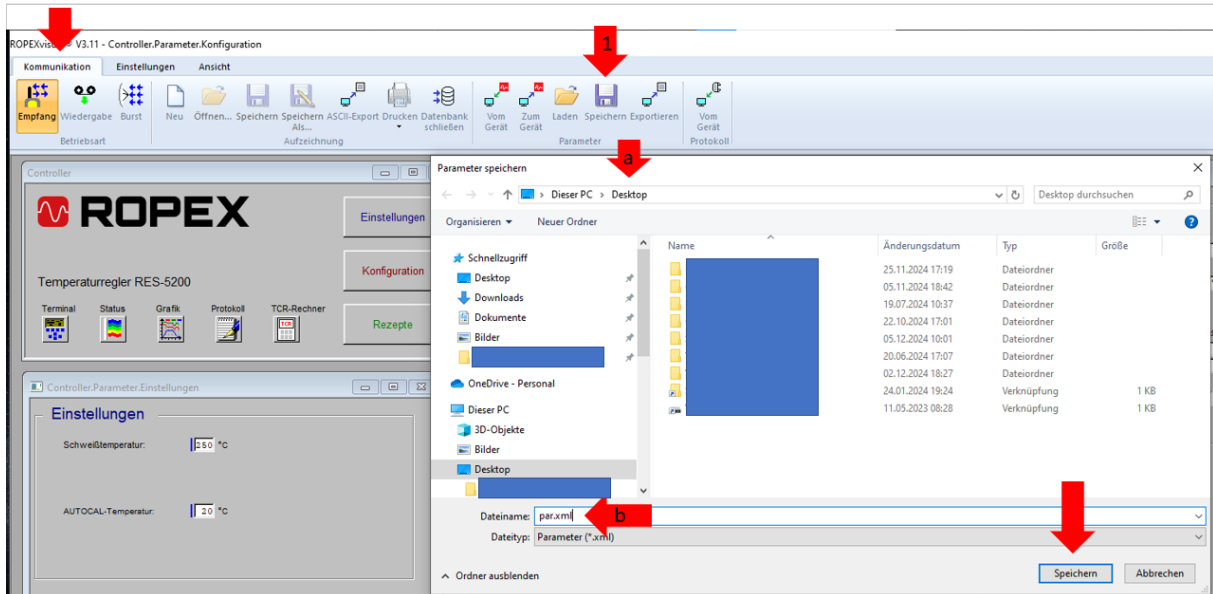 ROPEXvisual® V3.11 - Controller.Parameter.Konfiguration
1
Kommunikation Einstellungen Ansicht
Empfang Wiedergabe Burst Neu Öffnen... Speichern Speichern Als... ASCII-Export Drucken Datenbank schließen Vom Gerät Zum Gerät Laden Speichern Exportieren Vom Gerät
Betriebsart Aufzeichnung Parameter Protokoll
a
Controller
ROPEX
Temperaturregler RES-5200
Terminal Status Grafik Protokoll TCR-Rechner
TCR
Einstellungen
Konfiguration
Rezepte
Controller.Parameter.Einstellungen
Einstellungen
Schweißtemperatur: 250 °C
AUTOCAL-Temperatur: 20 °C
Parameter speichern
Dieser PC > Desktop
Desktop durchsuchen
Organisieren Neuer Ordner
Schnellzugriff
Desktop
Downloads
Dokumente
Bilder
OneDrive - Personal
Dieser PC
3D-Objekte
Bilder
Desktop
Name Änderungsdatum Typ Größe
25.11.2024 17:19 Dateiordner
05.11.2024 18:42 Dateiordner
19.07.2024 10:37 Dateiordner
22.10.2024 17:01 Dateiordner
05.12.2024 10:01 Dateiordner
20.06.2024 17:07 Dateiordner
02.12.2024 18:27 Dateiordner
24.01.2024 19:24 Verknüpfung 1 KB
11.05.2023 08:28 Verknüpfung 1 KB
Dateiname: par.xml
b
Dateityp: Parameter (*.xml)
Ordner ausblenden
Speichern Abbrechen